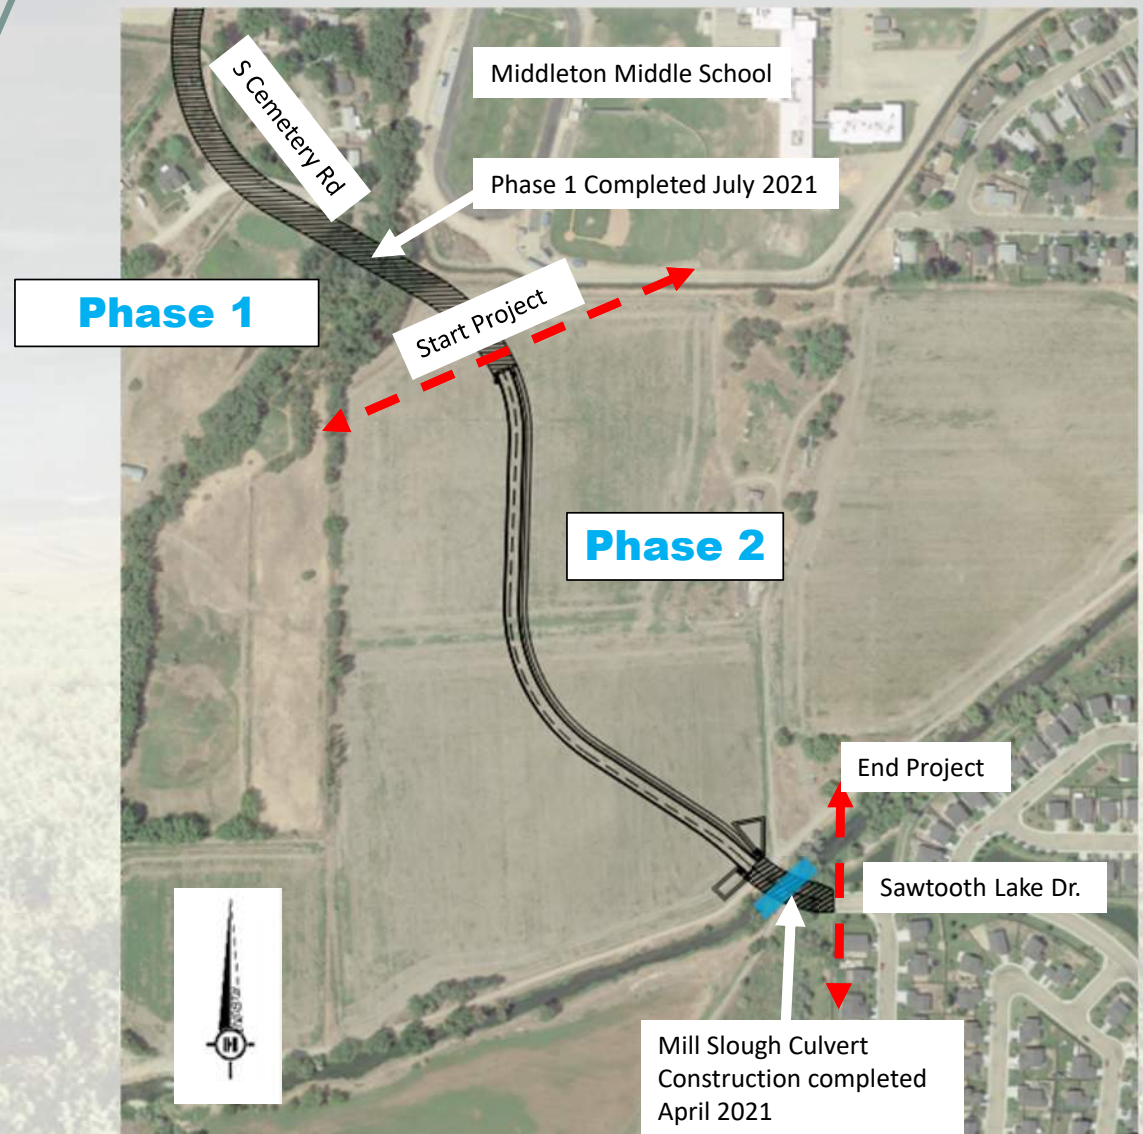 Middleton Middle School
S Cemetery Rd
Phase 1 Completed July 2021
Phase 1
Start Project
Phase 2
End Project
Sawtooth Lake Dr.
Mill Slough Culvert
Construction completed
April 2021